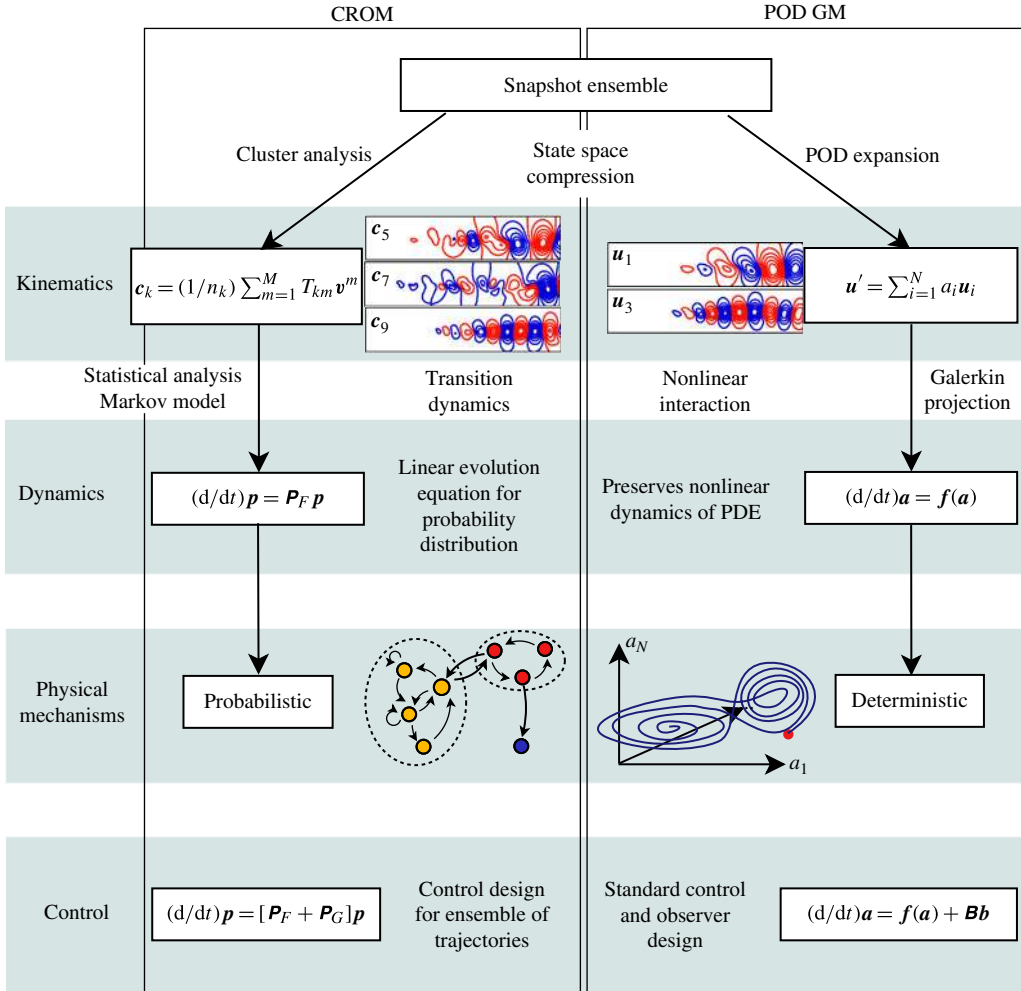 CROM
POD GM
Snapshot ensemble
Cluster analysis
State space
compression
POD expansion
Kinematics
c_k = (1/n_k) ∑_{m=1}^{M} T_{km} v^m
c_5
c_7
c_9
u_1
u_3
u′ = ∑_{i=1}^{N} a_i u_i
Statistical analysis
Markov model
Transition
dynamics
Nonlinear
interaction
Galerkin
projection
Dynamics
(d/dt)p = P_F p
Linear evolution
equation for
probability
distribution
Preserves nonlinear
dynamics of PDE
(d/dt)a = f(a)
Physical
mechanisms
Probabilistic
a_N
a_1
Deterministic
Control
(d/dt)p = [P_F + P_G]p
Control design
for ensemble of
trajectories
Standard control
and observer
design
(d/dt)a = f(a) + Bb